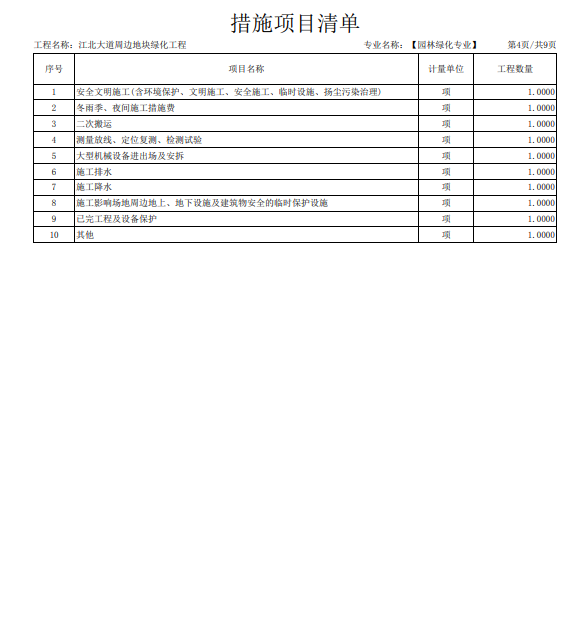 措施项目清单
工程名称：江北大道周边地块绿化工程 专业名称：【园林绿化专业】 第4页/共9页
序号 项目名称 计量单位 工程数量
1 安全文明施工(含环境保护、文明施工、安全施工、临时设施、扬尘污染治理) 项 1.0000
2 冬雨季、夜间施工措施费 项 1.0000
3 二次搬运 项 1.0000
4 测量放线、定位复测、检测试验 项 1.0000
5 大型机械设备进出场及安拆 项 1.0000
6 施工排水 项 1.0000
7 施工降水 项 1.0000
8 施工影响场地周边地上、地下设施及建筑物安全的临时保护设施 项 1.0000
9 已完工程及设备保护 项 1.0000
10 其他 项 1.0000